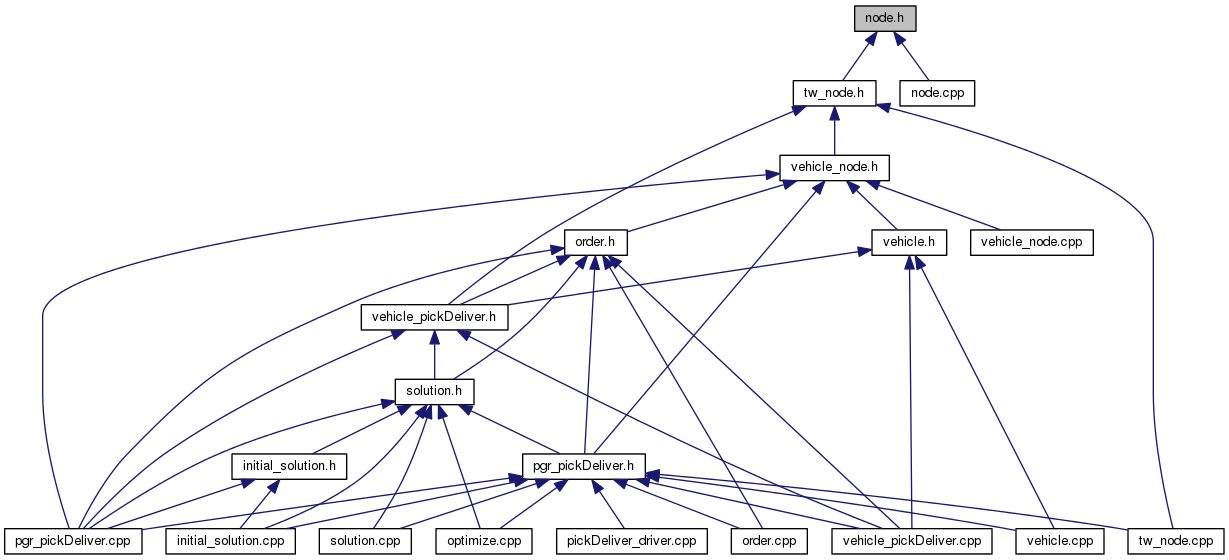 node.h
tw_node.h
node.cpp
vehicle_node.h
order.h
vehicle.h
vehicle_node.cpp
vehicle_pickDeliver.h
solution.h
initial_solution.h
pgr_pickDeliver.h
pgr_pickDeliver.cpp
initial_solution.cpp
solution.cpp
optimize.cpp
pickDeliver_driver.cpp
order.cpp
vehicle_pickDeliver.cpp
vehicle.cpp
tw_node.cpp